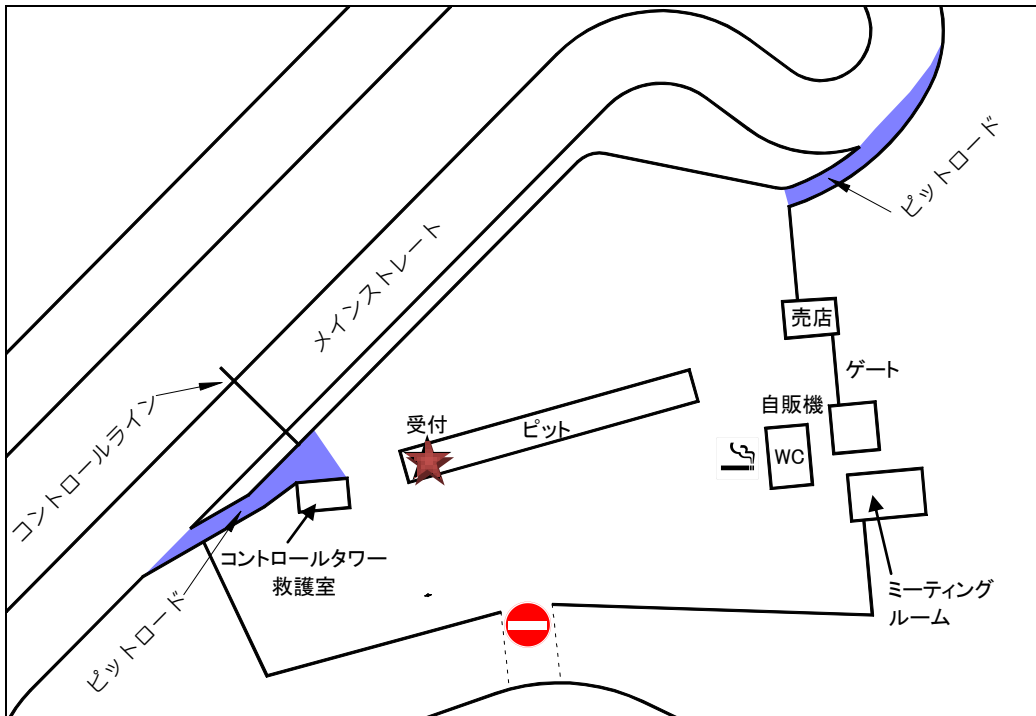 ピットロード
メインストレート
売店
ゲート
コントロールライン
自販機
受付
ピット
WC
コントロールタワー
救護室
ミーティング
ルーム
ピットロード